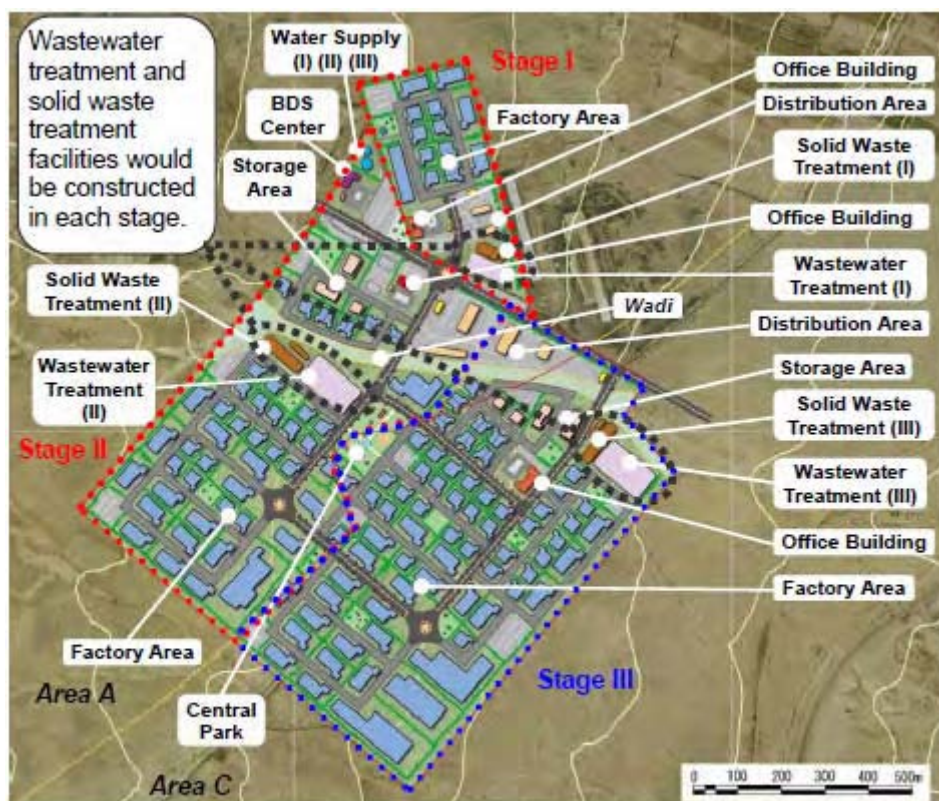 Wastewater
treatment and
solid waste
treatment
facilities would
be constructed
in each stage.
Water Supply
(I) (II) (III)
Stage I
BDS
Center
Factory Area
Storage
Area
Office Building
Distribution Area
Solid Waste
Treatment (I)
Office Building
Wastewater
Treatment (I)
Solid Waste
Treatment (II)
Wadi
Distribution Area
Wastewater
Treatment
(II)
Storage Area
Solid Waste
Treatment (III)
Stage II
Wastewater
Treatment (III)
Office Building
Factory Area
Factory Area
Stage III
Area A
Central
Park
Area C
0 100 200 300 400 500m